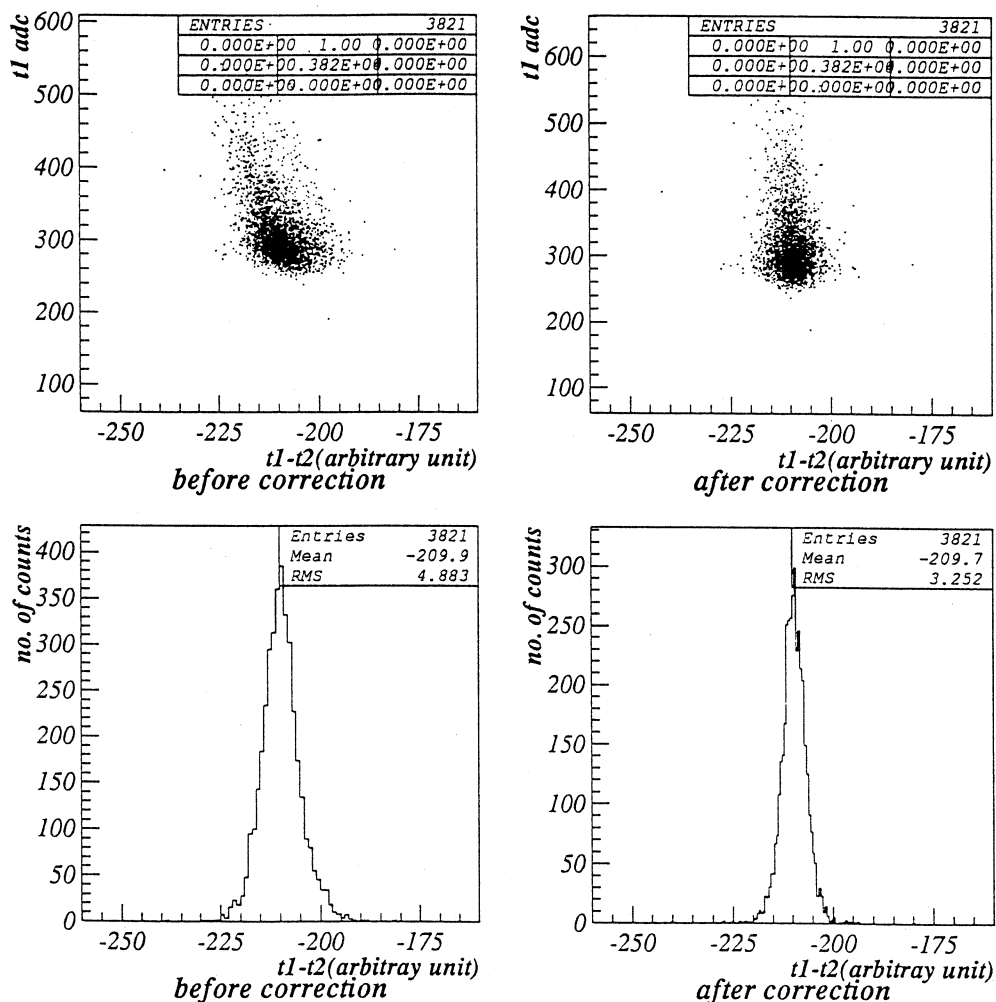 t1 adc
ENTRIES 3821
0.000E+00 1.00 0.000E+00
0.000E+00 .382E+00 0.000E+00
0.000E+00 0.000E+00 0.000E+00
600
500
400
300
200
100
-250 -225 -200 -175
t1-t2(arbitrary unit)
before correction
t1 adc
ENTRIES 3821
0.000E+00 1.00 0.000E+00
0.000E+00 .382E+00 0.000E+00
0.000E+00 .000E+00 0.000E+00
600
500
400
300
200
100
-250 -225 -200 -175
t1-t2(arbitrary unit)
after correction
no. of counts
Entries 3821
Mean -209.9
RMS 4.883
400
350
300
250
200
150
100
50
0
-250 -225 -200 -175
t1-t2(arbitray unit)
before correction
no. of counts
Entries 3821
Mean -209.7
RMS 3.252
300
250
200
150
100
50
0
-250 -225 -200 -175
t1-t2(arbitray unit)
after correction